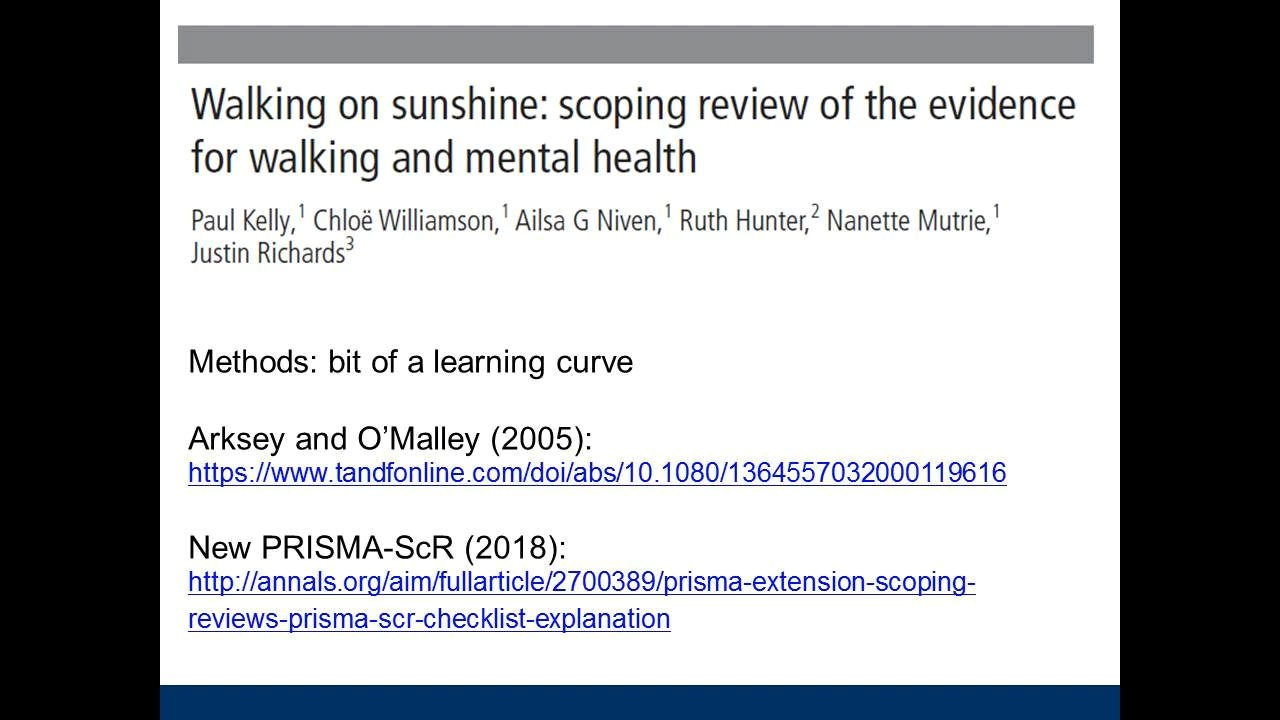 Walking on sunshine: scoping review of the evidence
for walking and mental health
Paul Kelly,1 Chloë Williamson,1 Ailsa G Niven,1 Ruth Hunter,2 Nanette Mutrie,1
Justin Richards3
Methods: bit of a learning curve
Arksey and O’Malley (2005):
https://www.tandfonline.com/doi/abs/10.1080/1364557032000119616
New PRISMA-ScR (2018):
http://annals.org/aim/fullarticle/2700389/prisma-extension-scoping-
reviews-prisma-scr-checklist-explanation